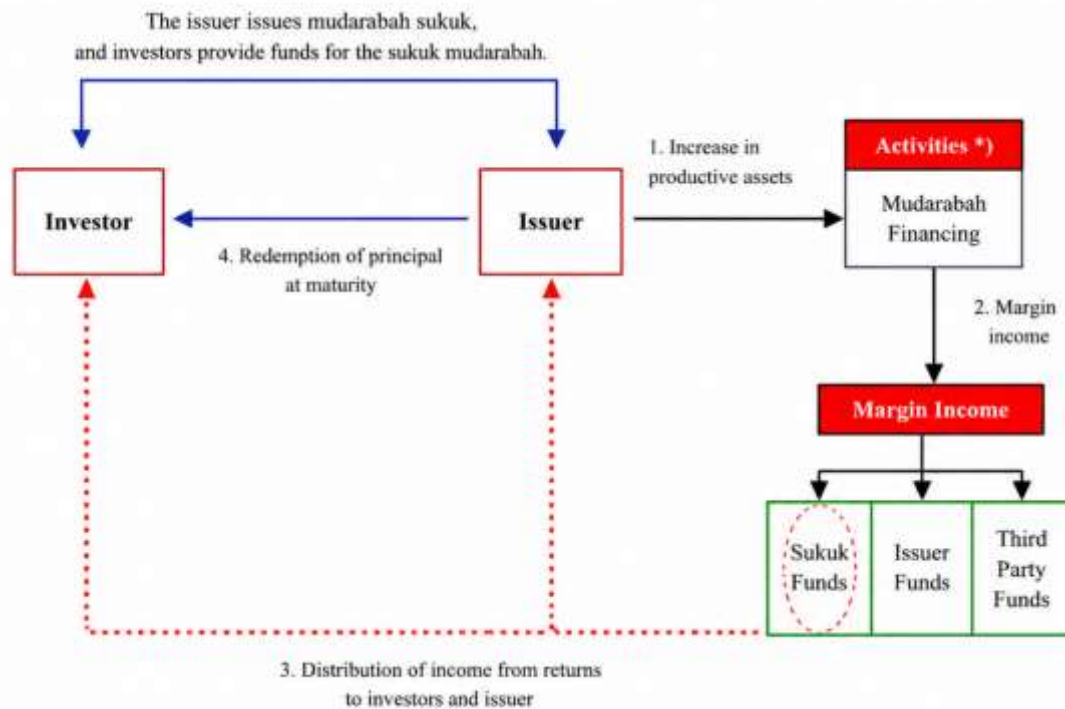 The issuer issues mudarabah sukuk,
and investors provide funds for the sukuk mudarabah.
Investor
Issuer
1. Increase in
productive assets
Activities *)
Mudarabah
Financing
4. Redemption of principal
at maturity
2. Margin
income
Margin Income
Sukuk
Funds
Issuer
Funds
Third
Party
Funds
3. Distribution of income from returns
to investors and issuer